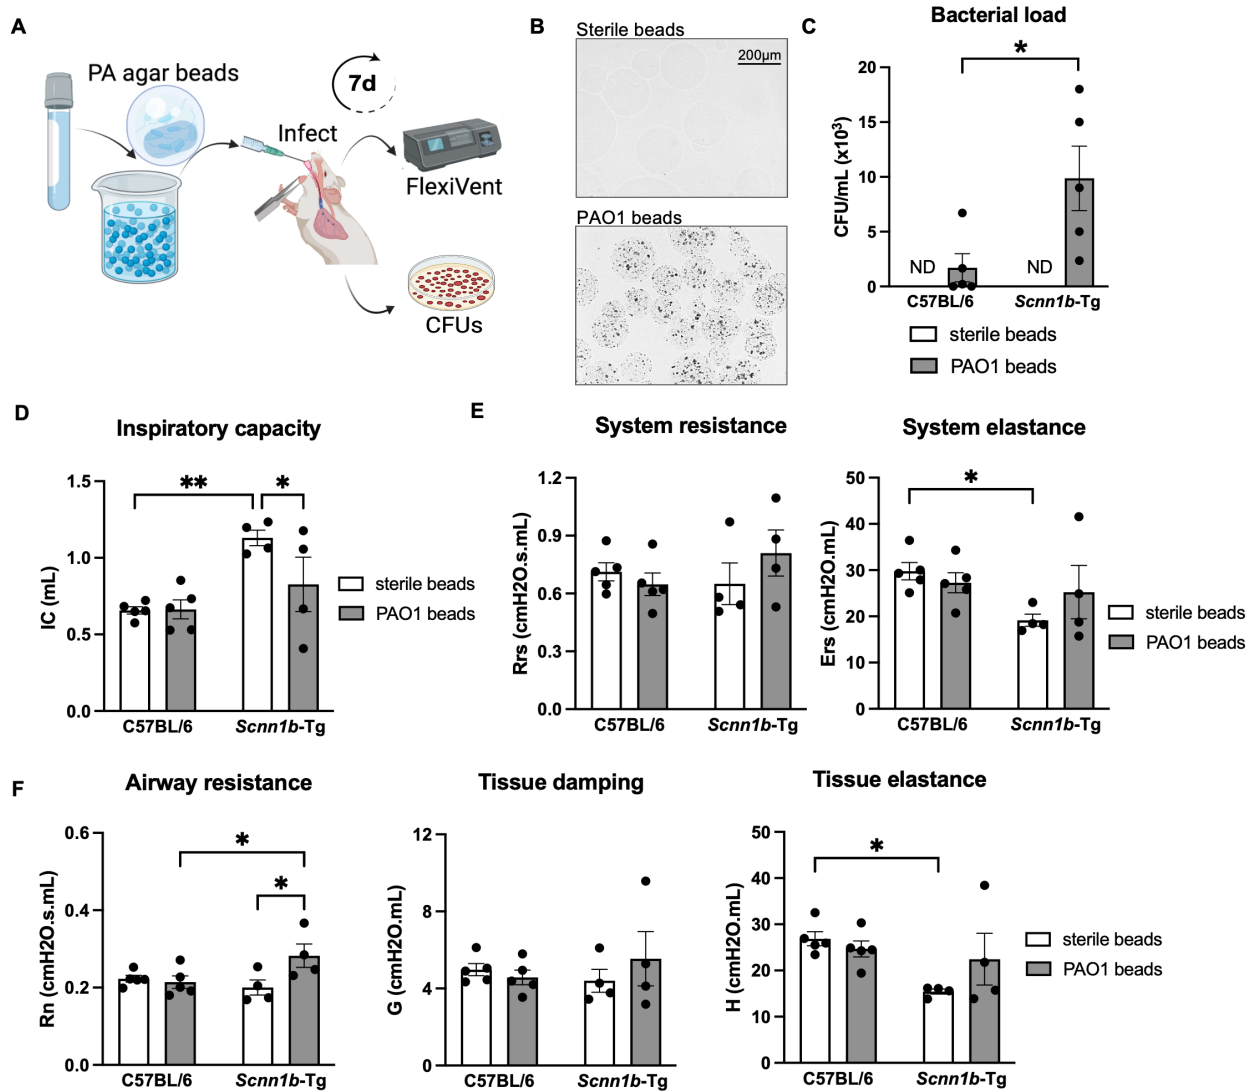 A
PA agar beads
7d
Infect
FlexiVent
CFUs
B
Sterile beads
200µm
PAO1 beads
C
Bacterial load
*
CFU/mL (x10³)
20
15
10
5
0
ND
ND
C57BL/6
Scnn1b-Tg
sterile beads
PAO1 beads
D
Inspiratory capacity
**
*
IC (mL)
1.5
1.0
0.5
0.0
C57BL/6
Scnn1b-Tg
sterile beads
PAO1 beads
E
System resistance
Rrs (cmH2O.s.mL)
1.2
0.9
0.6
0.3
0.0
C57BL/6
Scnn1b-Tg
System elastance
*
Ers (cmH2O.mL)
50
40
30
20
10
0
C57BL/6
Scnn1b-Tg
sterile beads
PAO1 beads
F
Airway resistance
*
*
Rn (cmH2O.s.mL)
0.6
0.4
0.2
0.0
C57BL/6
Scnn1b-Tg
Tissue damping
G (cmH2O.mL)
12
8
4
0
C57BL/6
Scnn1b-Tg
Tissue elastance
*
H (cmH2O.mL)
50
40
30
20
10
0
C57BL/6
Scnn1b-Tg
sterile beads
PAO1 beads